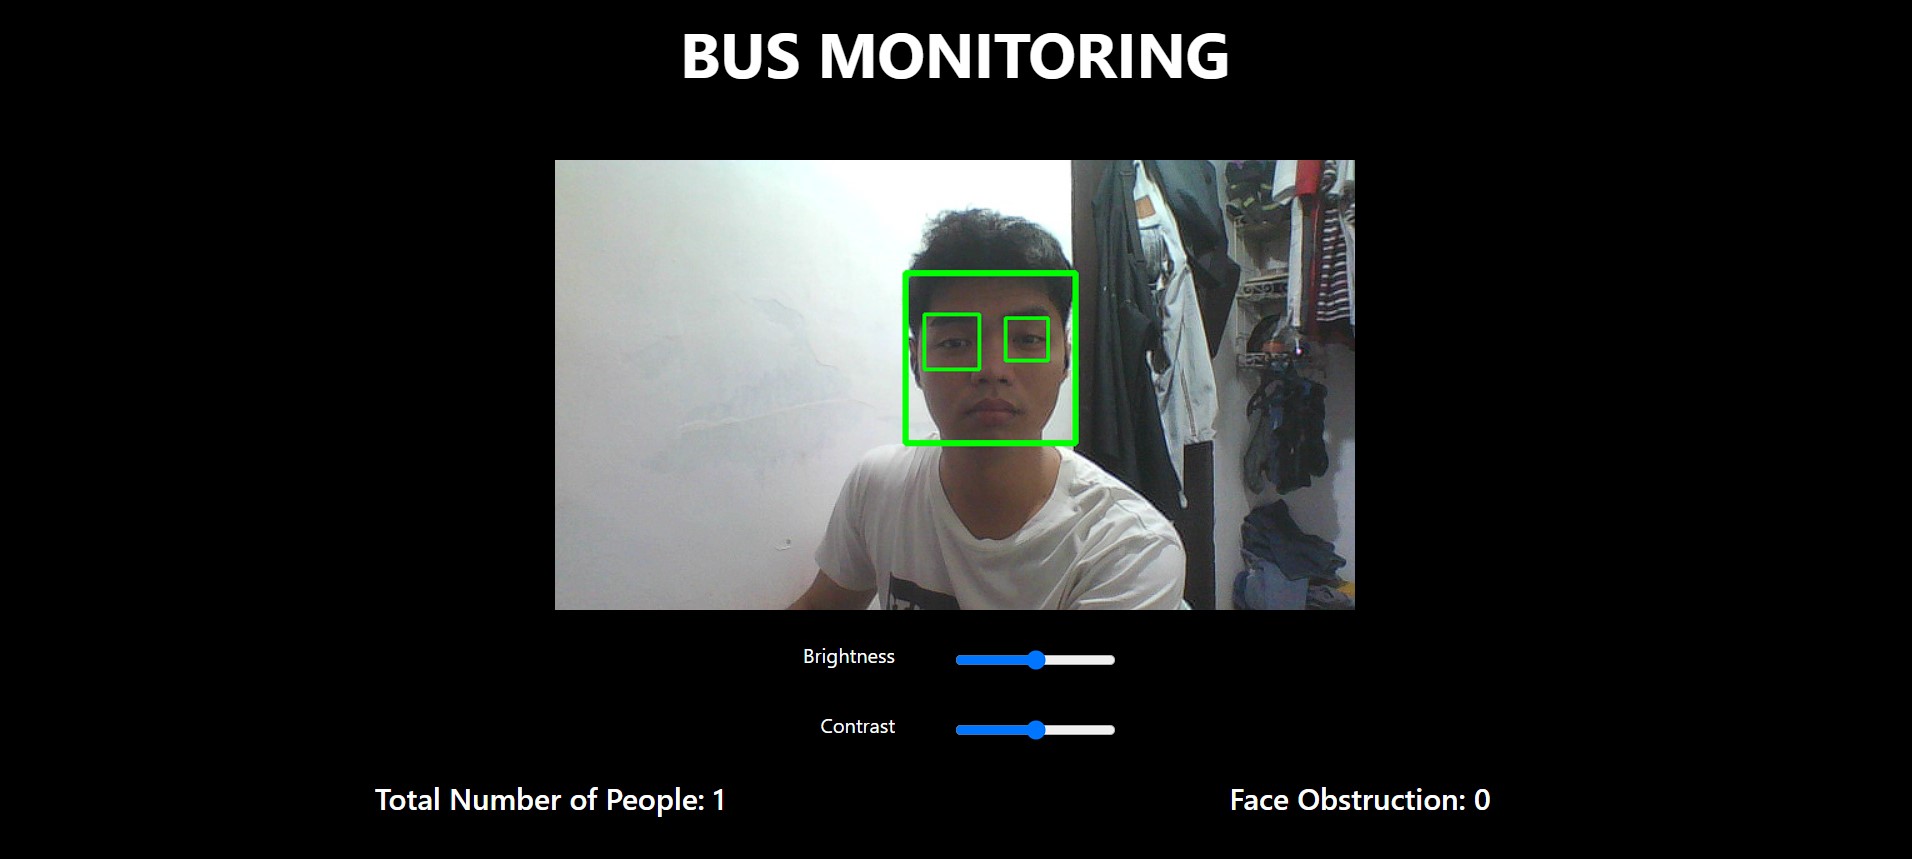 BUS MONITORING
Brightness
Contrast
Total Number of People: 1
Face Obstruction: 0